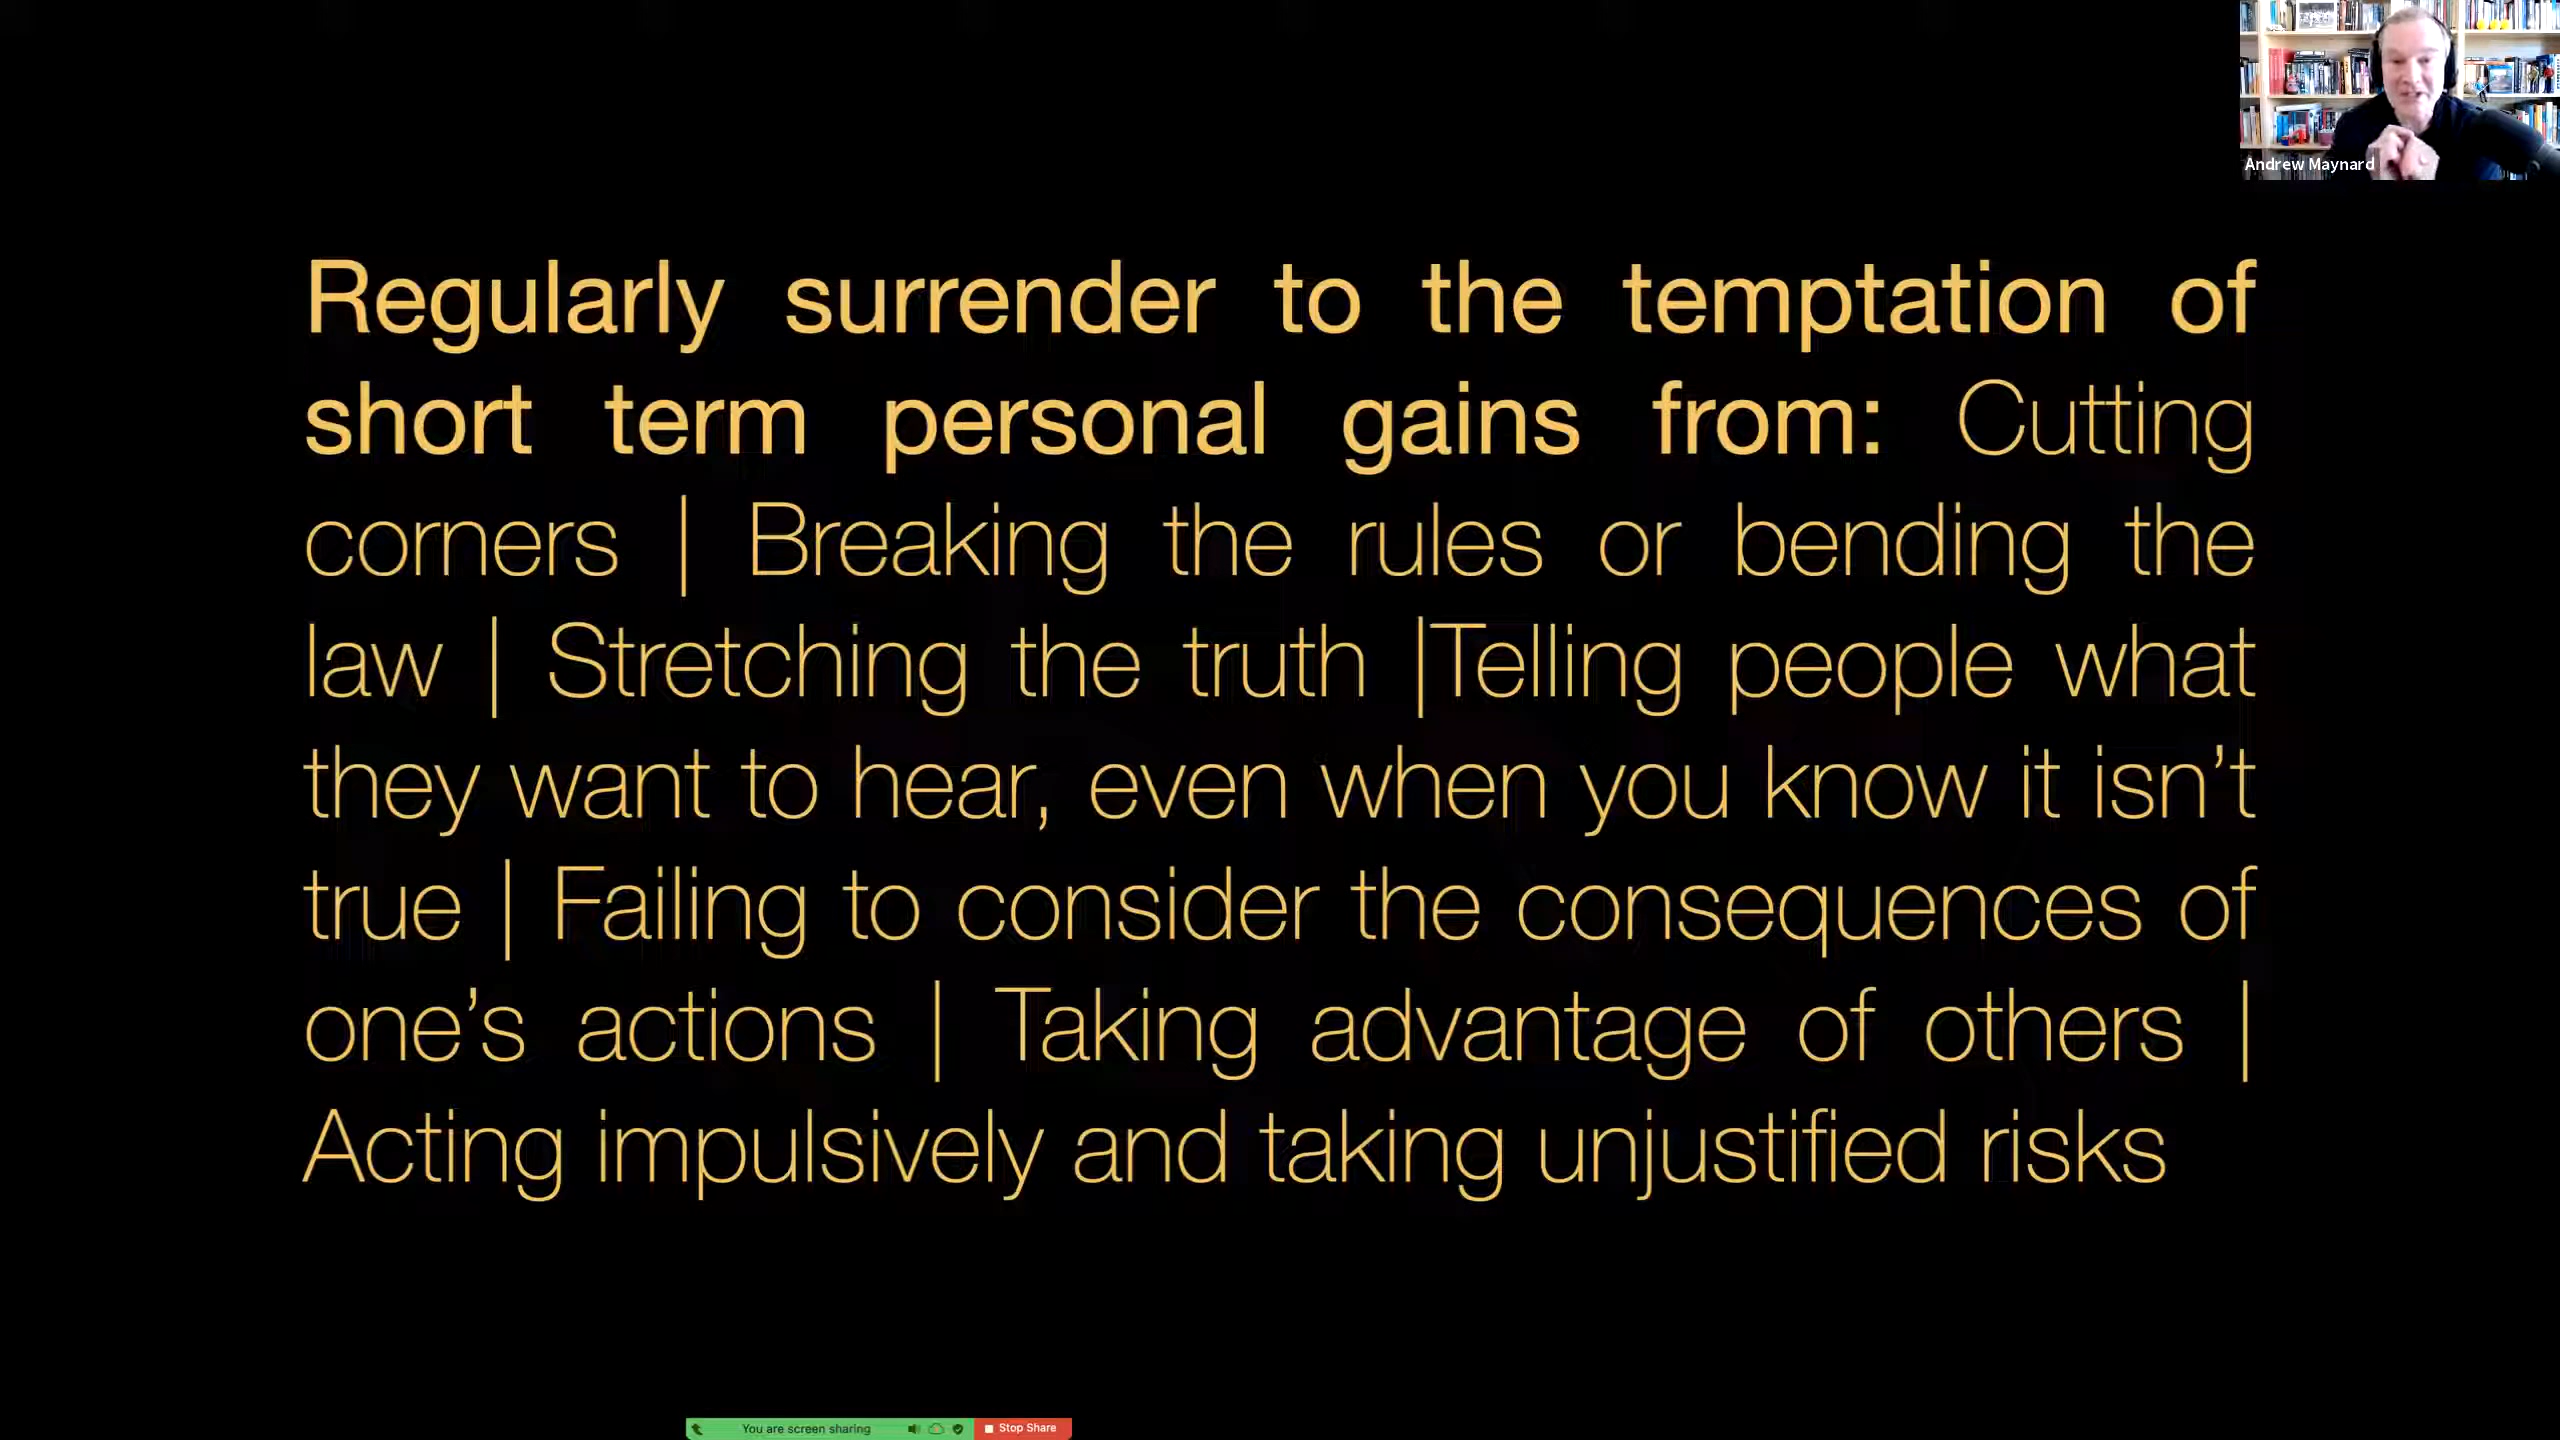 Andrew Maynard
Regularly surrender to the temptation of
short term personal gains from: Cutting
corners | Breaking the rules or bending the
law | Stretching the truth |Telling people what
they want to hear, even when you know it isn’t
true | Failing to consider the consequences of
one’s actions | Taking advantage of others |
Acting impulsively and taking unjustified risks
You are screen sharing
Stop Share